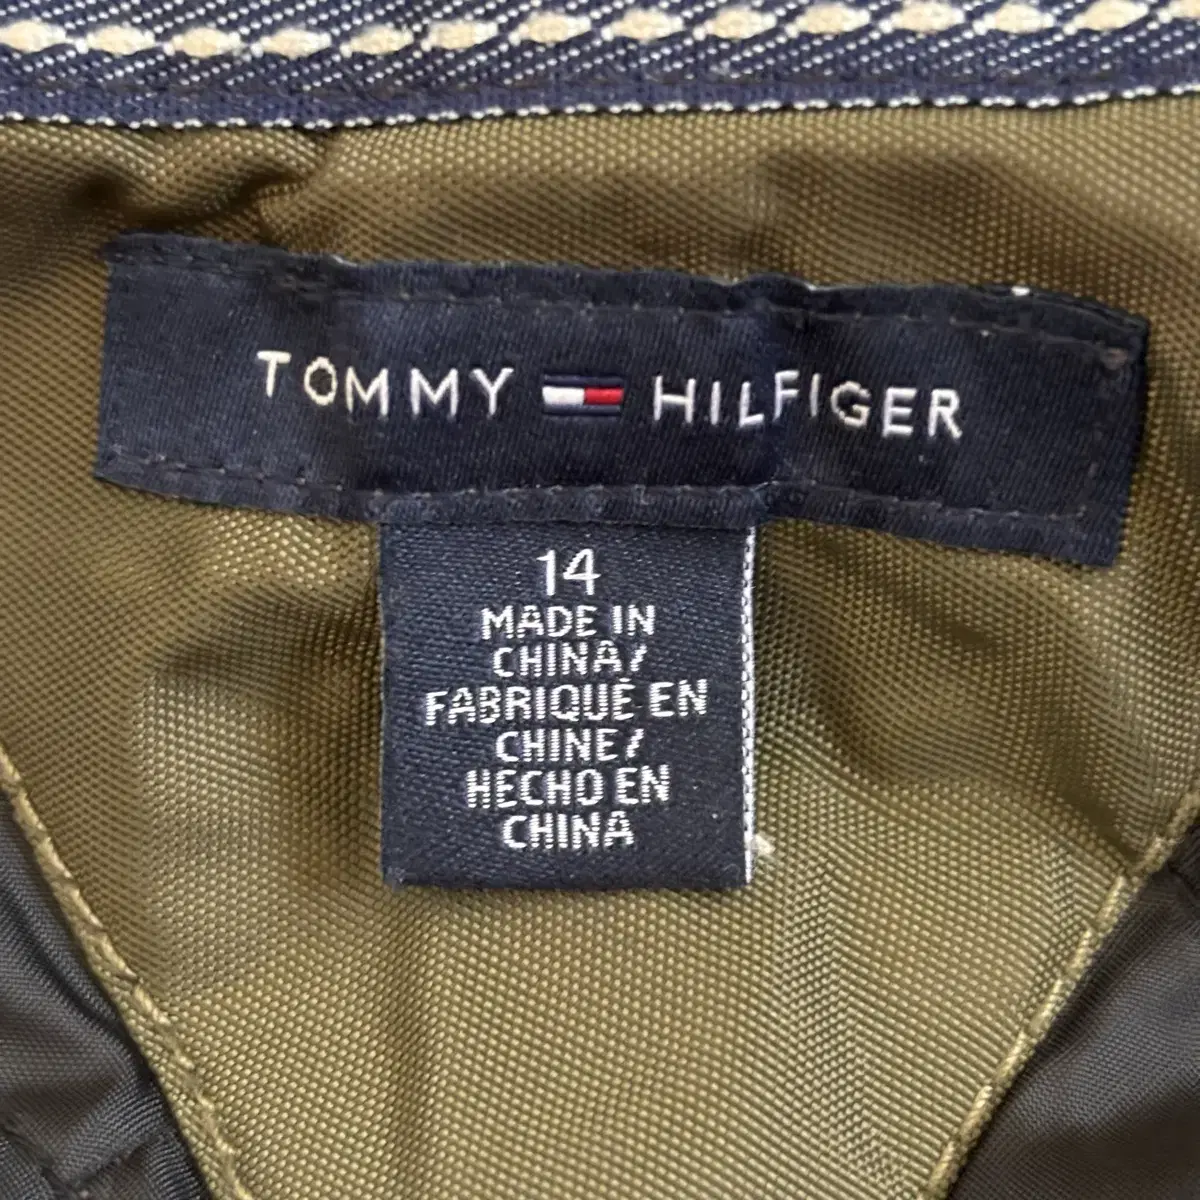 TOMMY HILFIGER
14
MADE IN
CHINA/
FABRIQUÉ EN
CHINE/
HECHO EN
CHINA